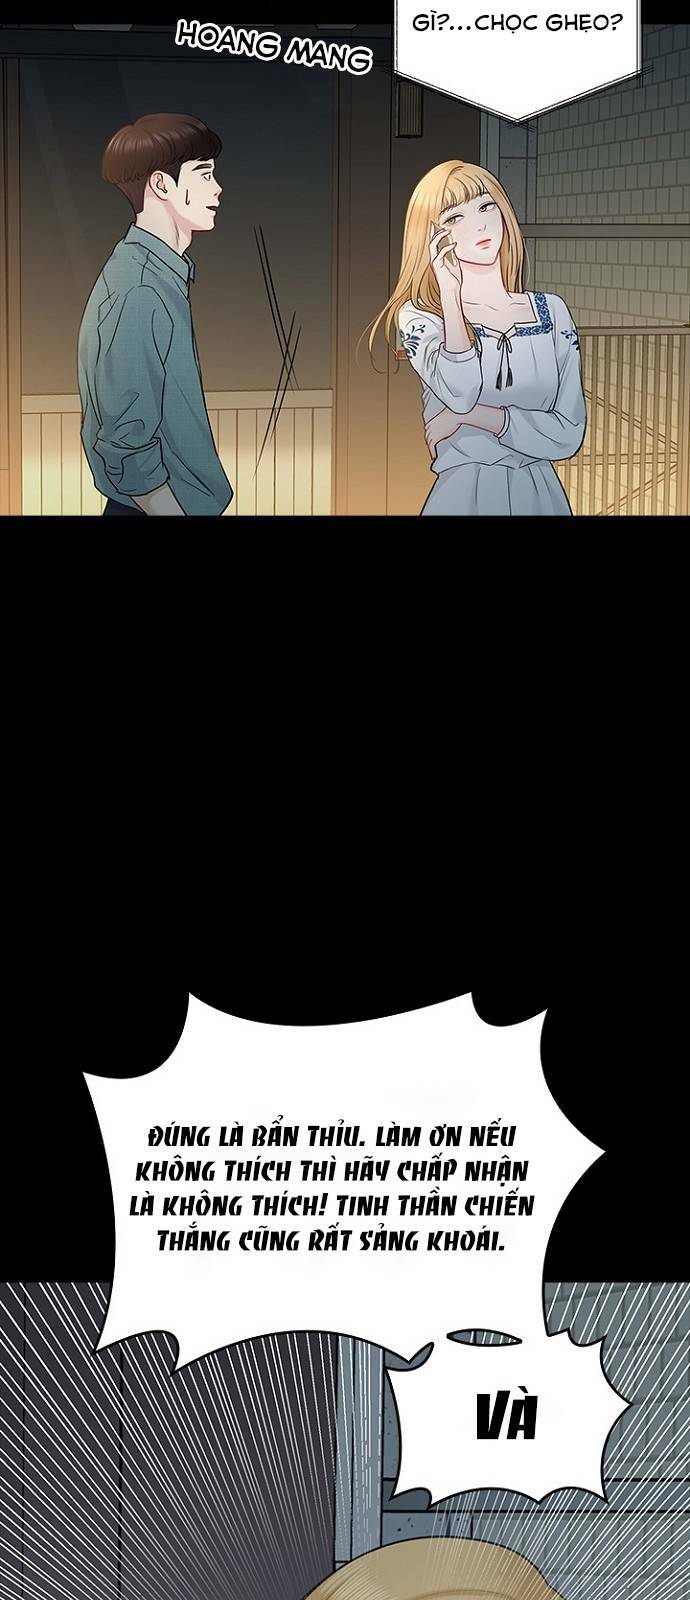 GÌ?...CHỌC GHẸO?
HOANG MANG
ĐÚNG LÀ BẨN THỈU. LÀM ƠN NẾU
KHÔNG THÍCH THÌ HÃY CHẤP NHẬN
LÀ KHÔNG THÍCH! TINH THẦN CHIẾN
THẮNG CŨNG RẤT SẢNG KHOÁI.
VÀ